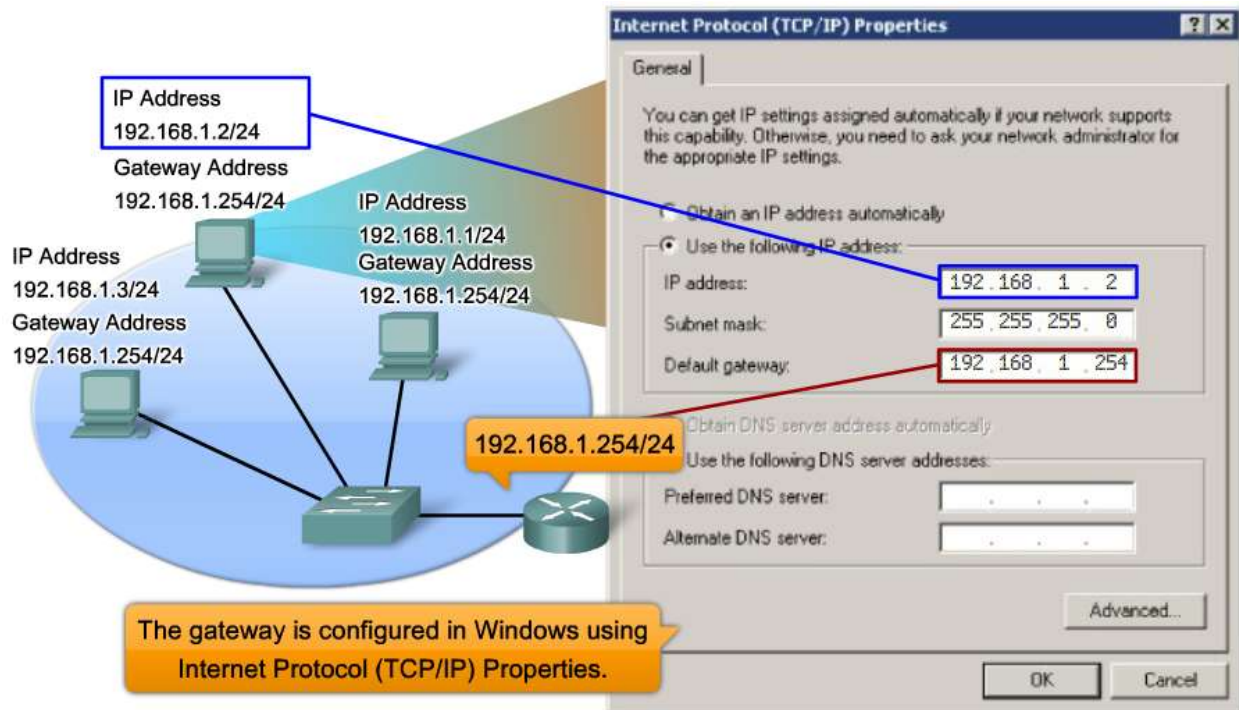 IP Address
192.168.1.2/24
Gateway Address
192.168.1.254/24
IP Address
192.168.1.1/24
Gateway Address
192.168.1.254/24
IP Address
192.168.1.3/24
Gateway Address
192.168.1.254/24
192.168.1.254/24
The gateway is configured in Windows using
Internet Protocol (TCP/IP) Properties.
Internet Protocol (TCP/IP) Properties
General
You can get IP settings assigned automatically if your network supports
this capability. Otherwise, you need to ask your network administrator for
the appropriate IP settings.
Obtain an IP address automatically
Use the following IP address:
IP address: 192.168. 1 . 2
Subnet mask: 255.255.255. 0
Default gateway: 192.168. 1 .254
Obtain DNS server address automatically
Use the following DNS server addresses:
Preferred DNS server: . . .
Alternate DNS server: . . .
Advanced...
OK Cancel